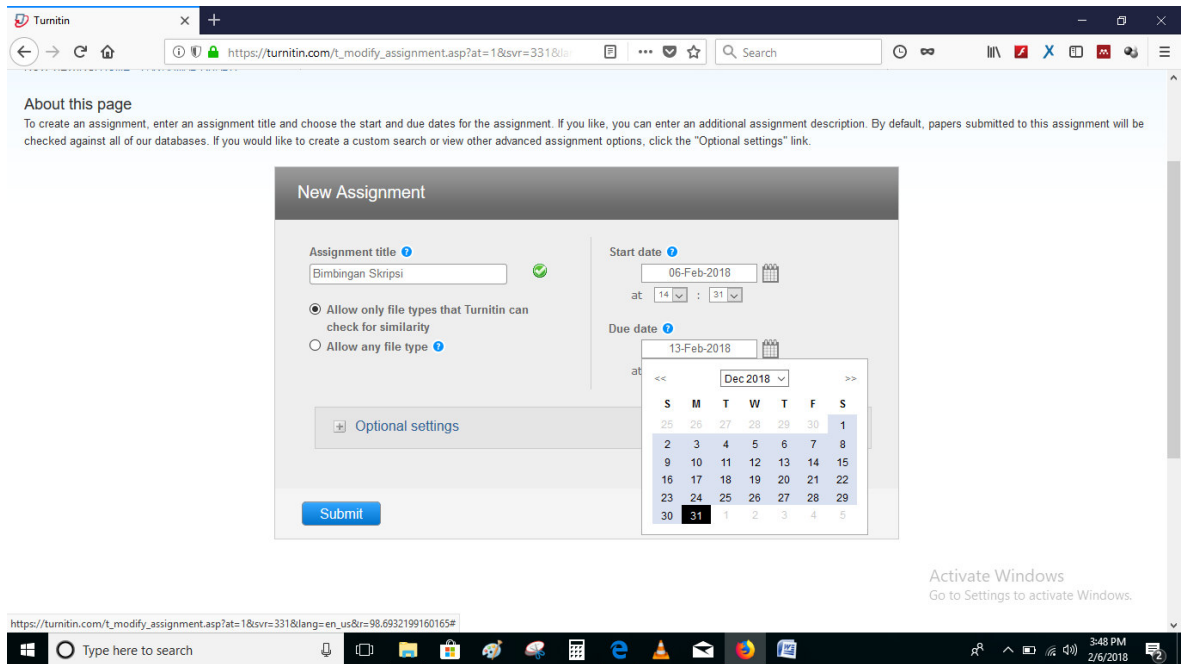 Turnitin
https://turnitin.com/t_modify_assignment.asp?at=1&svr=331&la
Search
About this page
To create an assignment, enter an assignment title and choose the start and due dates for the assignment. If you like, you can enter an additional assignment description. By default, papers submitted to this assignment will be
checked against all of our databases. If you would like to create a custom search or view other advanced assignment options, click the "Optional settings" link.
New Assignment
Assignment title
Bimbingan Skripsi
Allow only file types that Turnitin can
check for similarity
Allow any file type
Start date
06-Feb-2018
at 14 : 31
Due date
13-Feb-2018
at
<< Dec 2018 >>
S M T W T F S
25 26 27 28 29 30 1
2 3 4 5 6 7 8
9 10 11 12 13 14 15
16 17 18 19 20 21 22
23 24 25 26 27 28 29
30 31 1 2 3 4 5
Optional settings
Submit
Activate Windows
Go to Settings to activate Windows.
https://turnitin.com/t_modify_assignment.asp?at=1&svr=331&lang=en_us&r=98.6932199160165#
Type here to search
3:48 PM
2/6/2018
2